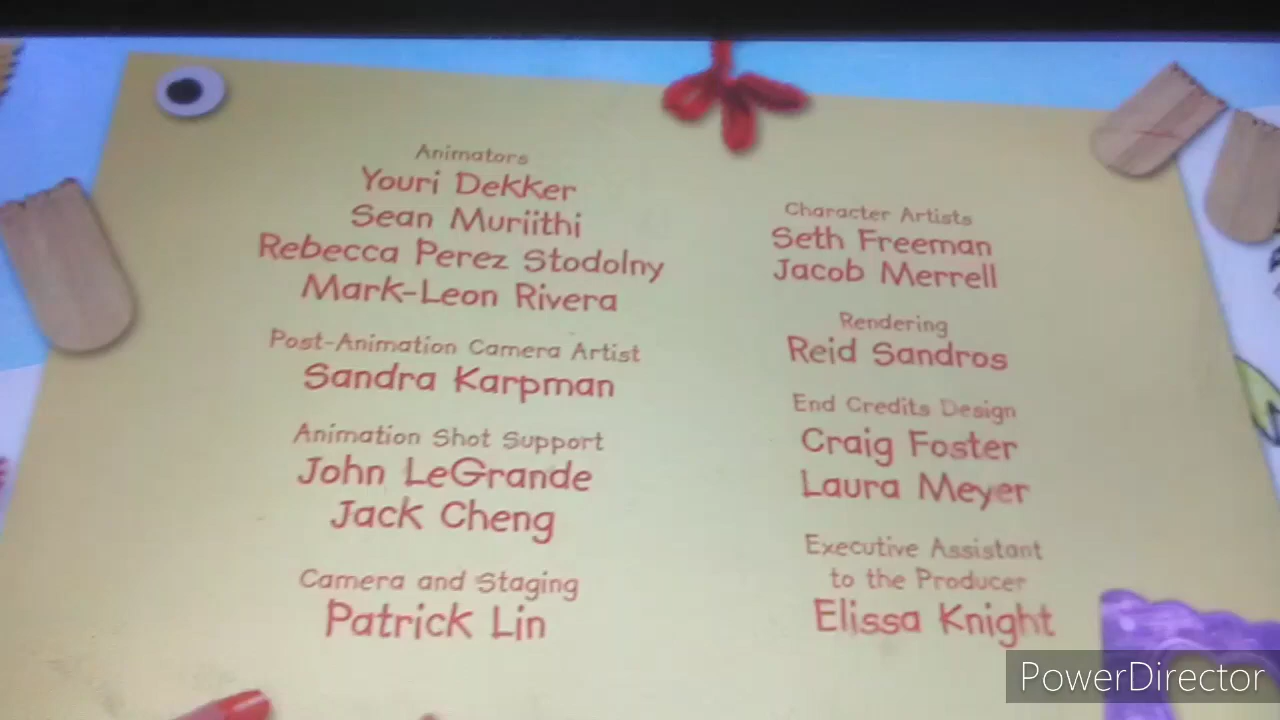 Animators
Youri Dekker
Sean Muriithi
Rebecca Perez Stodolny
Mark-Leon Rivera
Post-Animation Camera Artist
Sandra Karpman
Animation Shot Support
John LeGrande
Jack Cheng
Camera and Staging
Patrick Lin
Character Artists
Seth Freeman
Jacob Merrell
Rendering
Reid Sandros
End Credits Design
Craig Foster
Laura Meyer
Executive Assistant
to the Producer
Elissa Knight
PowerDirector